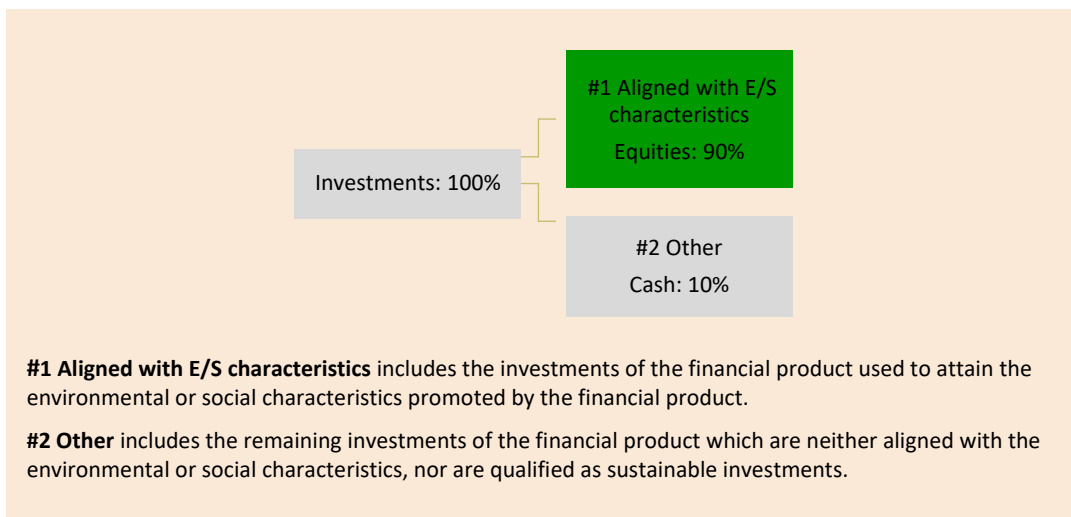 #1 Aligned with E/S
characteristics
Equities: 90%
Investments: 100%
#2 Other
Cash: 10%
#1 Aligned with E/S characteristics includes the investments of the financial product used to attain the
environmental or social characteristics promoted by the financial product.
#2 Other includes the remaining investments of the financial product which are neither aligned with the
environmental or social characteristics, nor are qualified as sustainable investments.